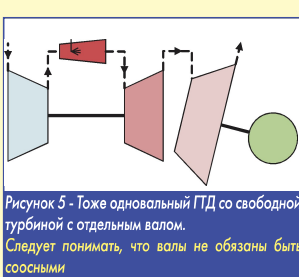 Рисунок 5 - Тоже одновальный ГТД со свободной
турбиной с отдельным валом.
Следует понимать, что валы не обязаны быть
соосными